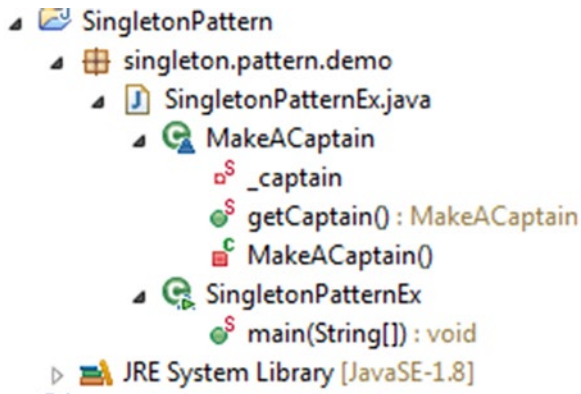 SingletonPattern
singleton.pattern.demo
J SingletonPatternEx.java
C MakeACaptain
S _captain
S getCaptain() : MakeACaptain
C MakeACaptain()
C SingletonPatternEx
S main(String[]) : void
JRE System Library [JavaSE-1.8]